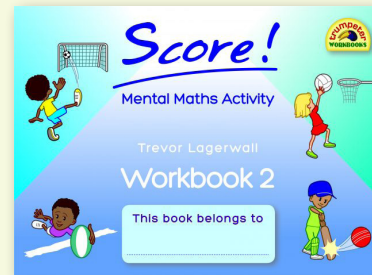 Score!
trumpeter
WORKBOOKS
Mental Maths Activity
Trevor Lagerwall
Workbook 2
This book belongs to